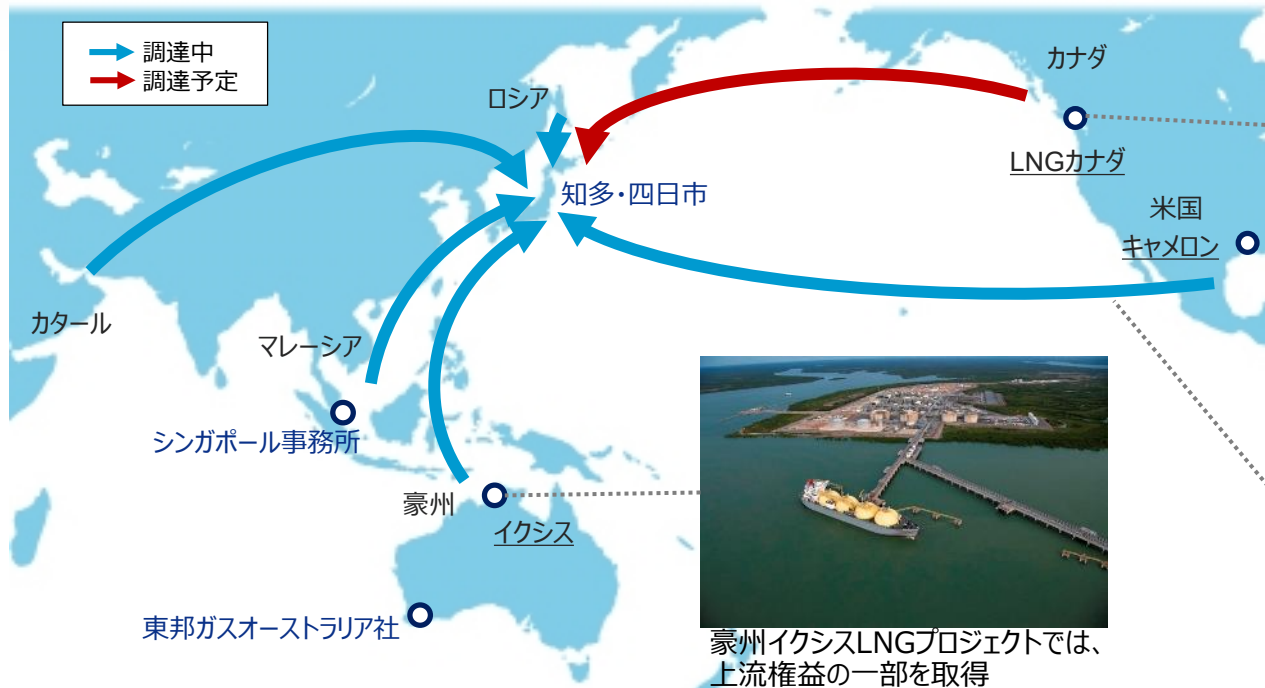 調達中
調達予定
カナダ
ロシア
LNGカナダ
知多・四日市
米国
キャメロン
カタール
マレーシア
シンガポール事務所
豪州
イクシス
東邦ガスオーストラリア社
豪州イクシスLNGプロジェクトでは、
上流権益の一部を取得